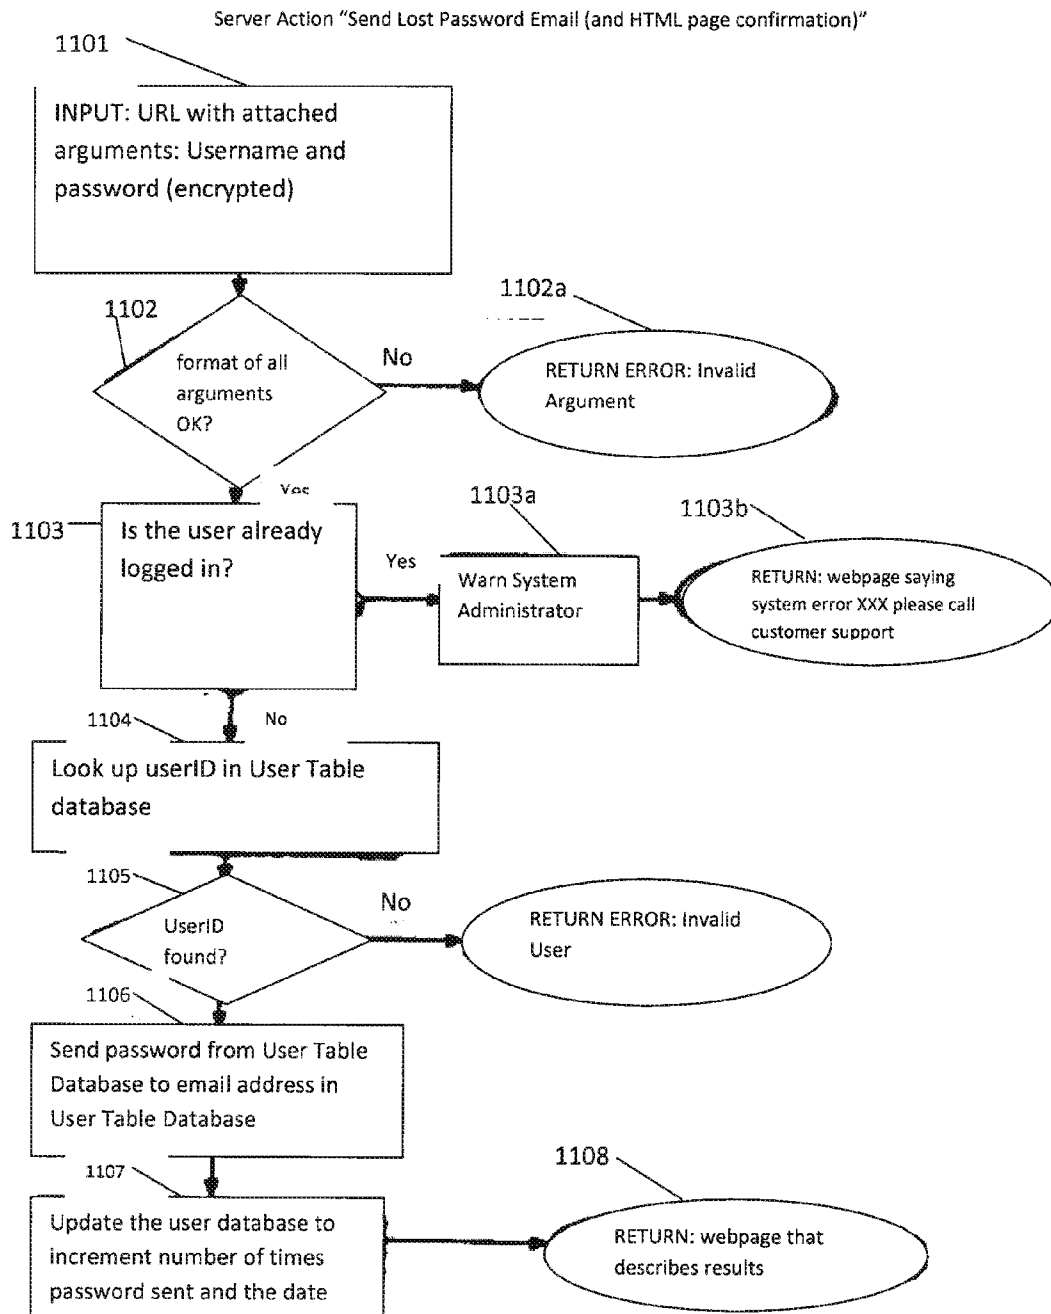 Server Action “Send Lost Password Email (and HTML page confirmation)”
1101
INPUT: URL with attached
arguments: Username and
password (encrypted)
1102
format of all
arguments
OK?
No
1102a
RETURN ERROR: Invalid
Argument
Yes
1103
Is the user already
logged in?
Yes
1103a
Warn System
Administrator
1103b
RETURN: webpage saying
system error XXX please call
customer support
No
1104
Look up userID in User Table
database
1105
UserID
found?
No
RETURN ERROR: Invalid
User
1106
Send password from User Table
Database to email address in
User Table Database
1107
Update the user database to
increment number of times
password sent and the date
1108
RETURN: webpage that
describes results